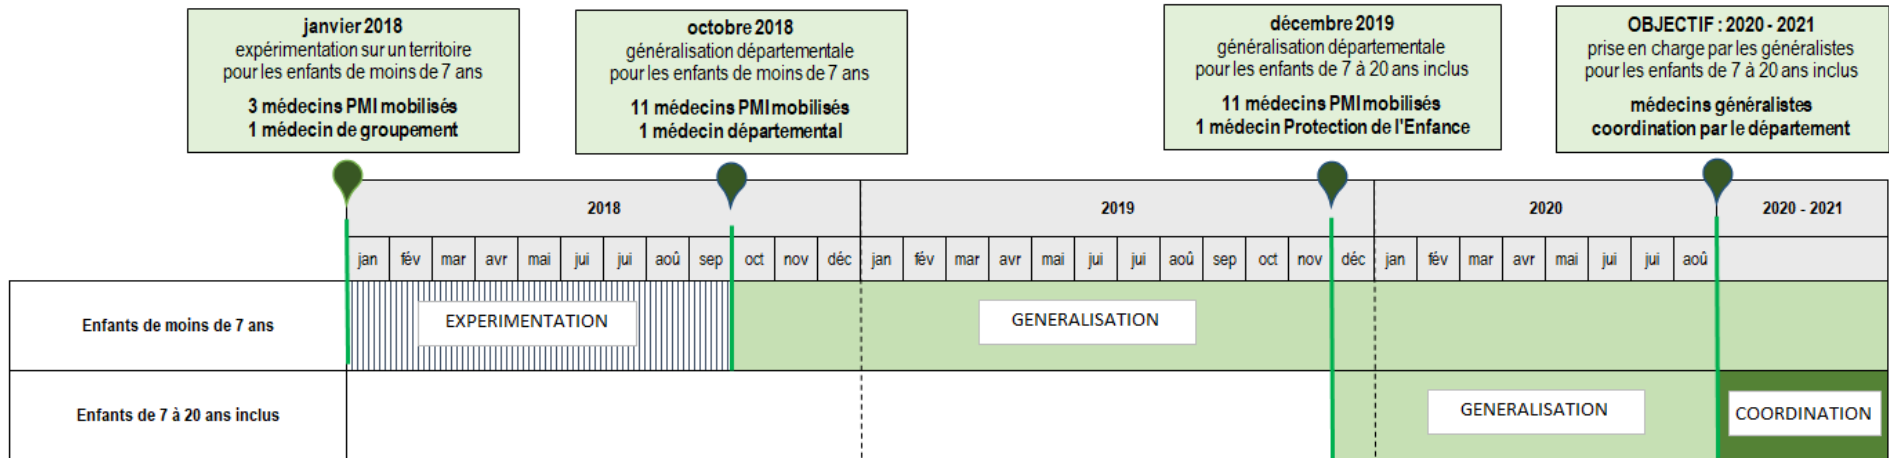 janvier 2018
expérimentation sur un territoire
pour les enfants de moins de 7 ans
3 médecins PMI mobilisés
1 médecin de groupement
octobre 2018
généralisation départementale
pour les enfants de moins de 7 ans
11 médecins PMI mobilisés
1 médecin départemental
décembre 2019
généralisation départementale
pour les enfants de 7 à 20 ans inclus
11 médecins PMI mobilisés
1 médecin Protection de l'Enfance
OBJECTIF : 2020 - 2021
prise en charge par les généralistes
pour les enfants de 7 à 20 ans inclus
médecins généralistes
coordination par le département
2018 2019 2020 2020 - 2021
jan fév mar avr mai jui jui aoû sep oct nov déc jan fév mar avr mai jui jui aoû sep oct nov déc jan fév mar avr mai jui jui aoû
Enfants de moins de 7 ans EXPERIMENTATION GENERALISATION
Enfants de 7 à 20 ans inclus GENERALISATION COORDINATION